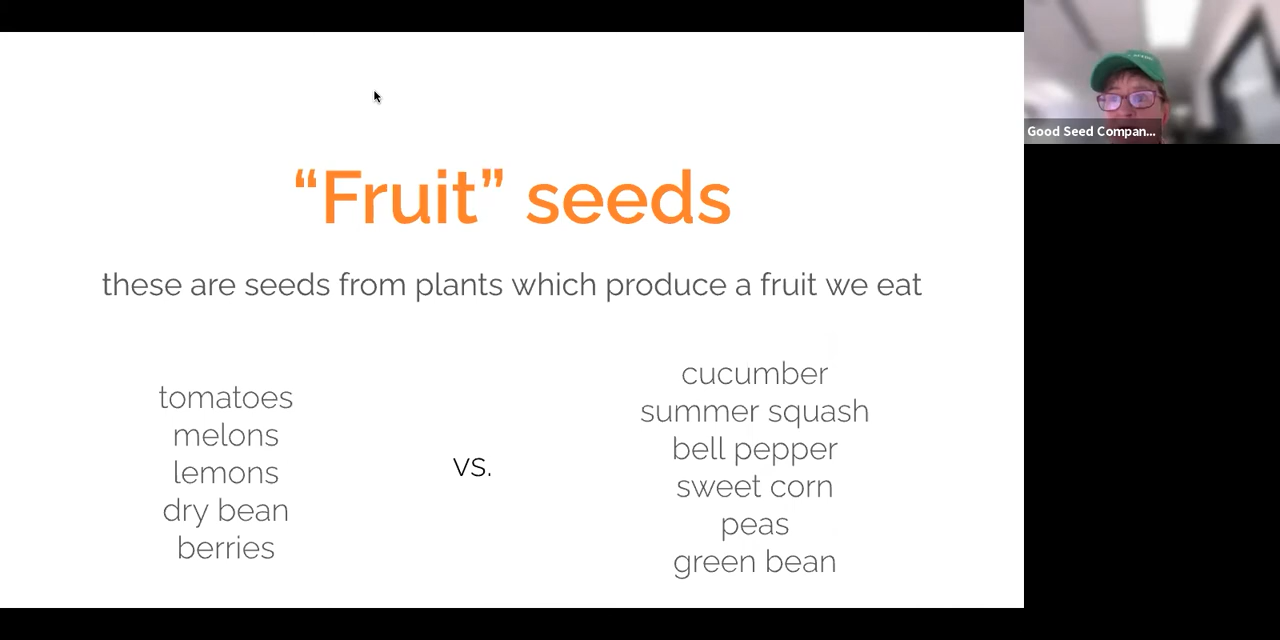 “Fruit” seeds
these are seeds from plants which produce a fruit we eat
tomatoes
melons
lemons
dry bean
berries
vs.
cucumber
summer squash
bell pepper
sweet corn
peas
green bean
Good Seed Compan...